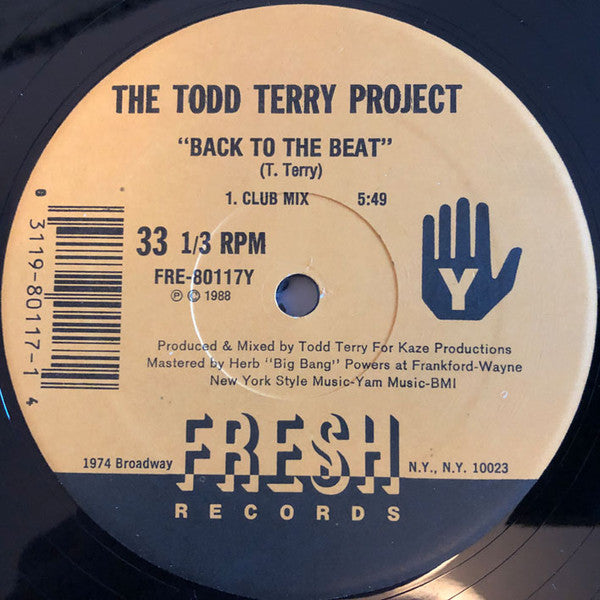 THE TODD TERRY PROJECT
"BACK TO THE BEAT"
(T. Terry)
1. CLUB MIX 5:49
33 1/3 RPM
FRE-80117Y
℗ © 1988
Y
6 3119-80117-1 4
Produced & Mixed by Todd Terry For Kaze Productions
Mastered by Herb "Big Bang" Powers at Frankford-Wayne
New York Style Music-Yam Music-BMI
1974 Broadway FRESH N.Y., N.Y. 10023
RECORDS